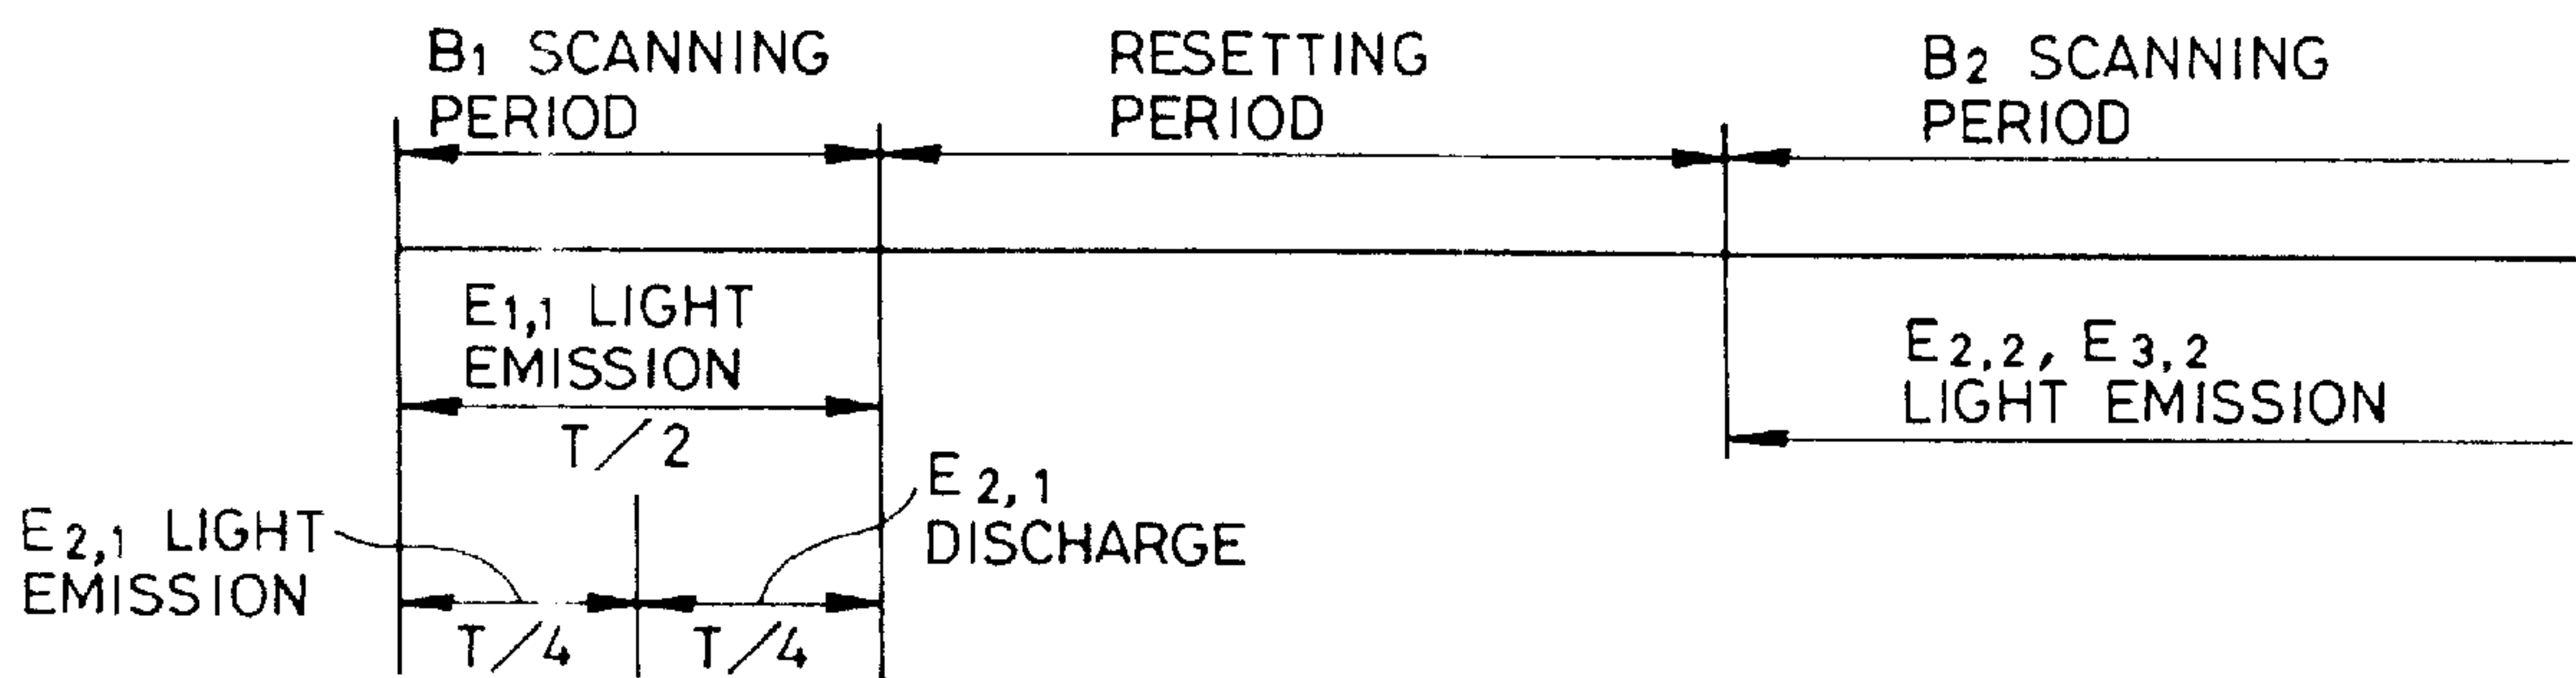 B1 SCANNING
PERIOD
RESETTING
PERIOD
B2 SCANNING
PERIOD
E1,1 LIGHT
EMISSION
T/2
E2,2, E3,2
LIGHT EMISSION
E2,1
DISCHARGE
E2,1 LIGHT
EMISSION
T/4
T/4